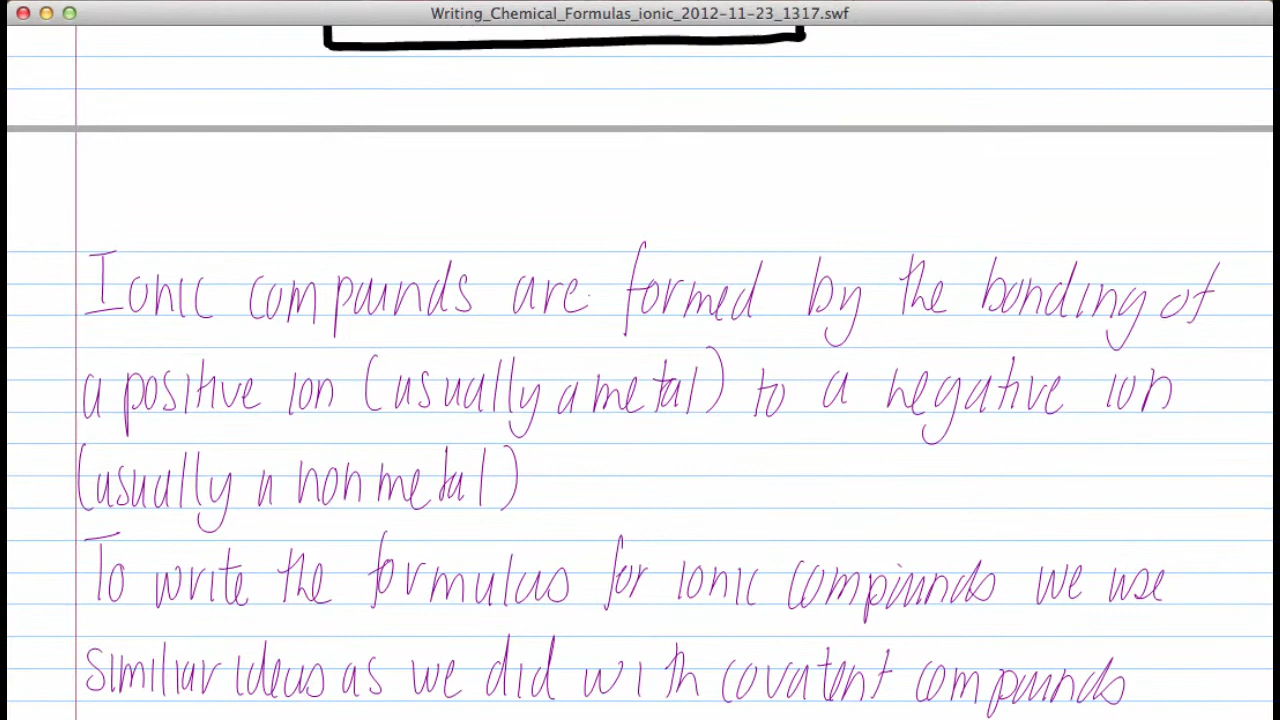 Writing_Chemical_Formulas_ionic_2012-11-23_1317.swf
Ionic compounds are formed by the bonding of
a positive ion (usually a metal) to a negative ion
(usually a nonmetal)
To write the formulas for ionic compounds we use
similiar ideas as we did with covalent compounds